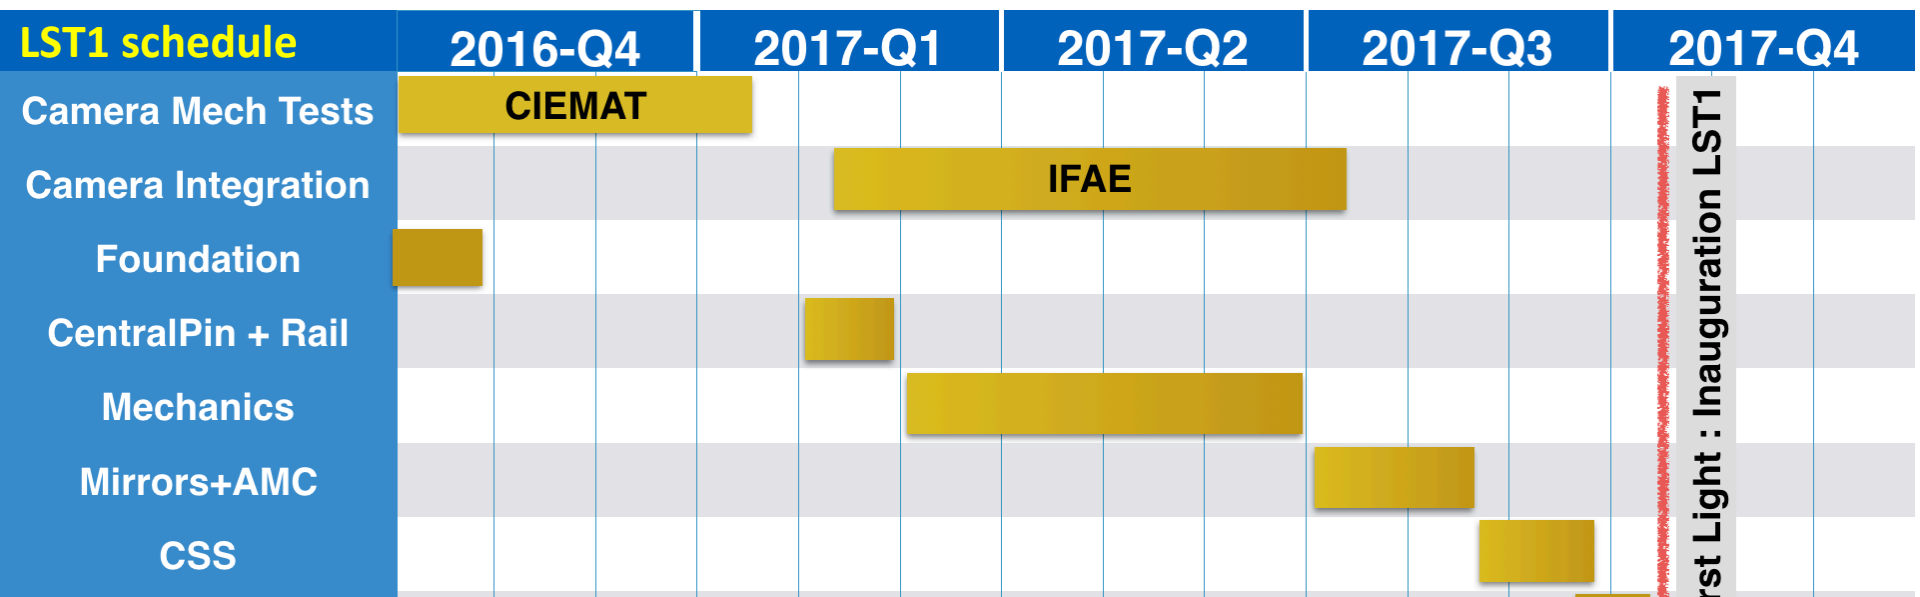 LST1 schedule
2016-Q4
2017-Q1
2017-Q2
2017-Q3
2017-Q4
Camera Mech Tests
CIEMAT
Camera Integration
IFAE
Foundation
CentralPin + Rail
Mechanics
Mirrors+AMC
CSS
Light : Inauguration LST1